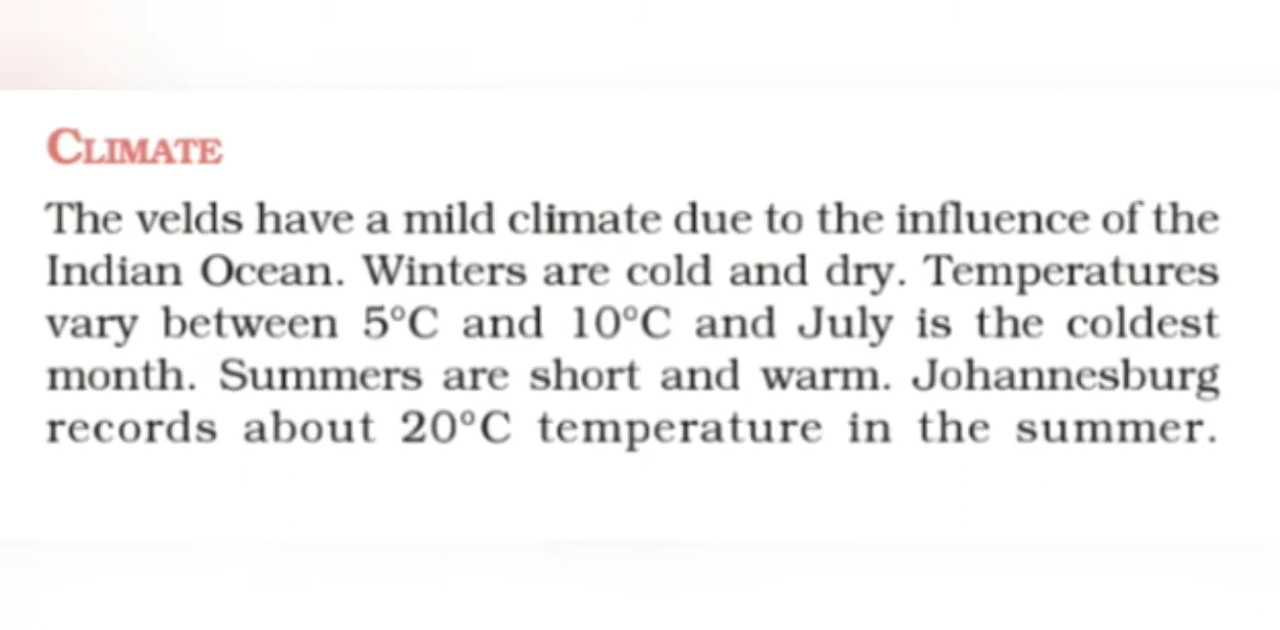 CLIMATE
The velds have a mild climate due to the influence of the
Indian Ocean. Winters are cold and dry. Temperatures
vary between 5°C and 10°C and July is the coldest
month. Summers are short and warm. Johannesburg
records about 20°C temperature in the summer.